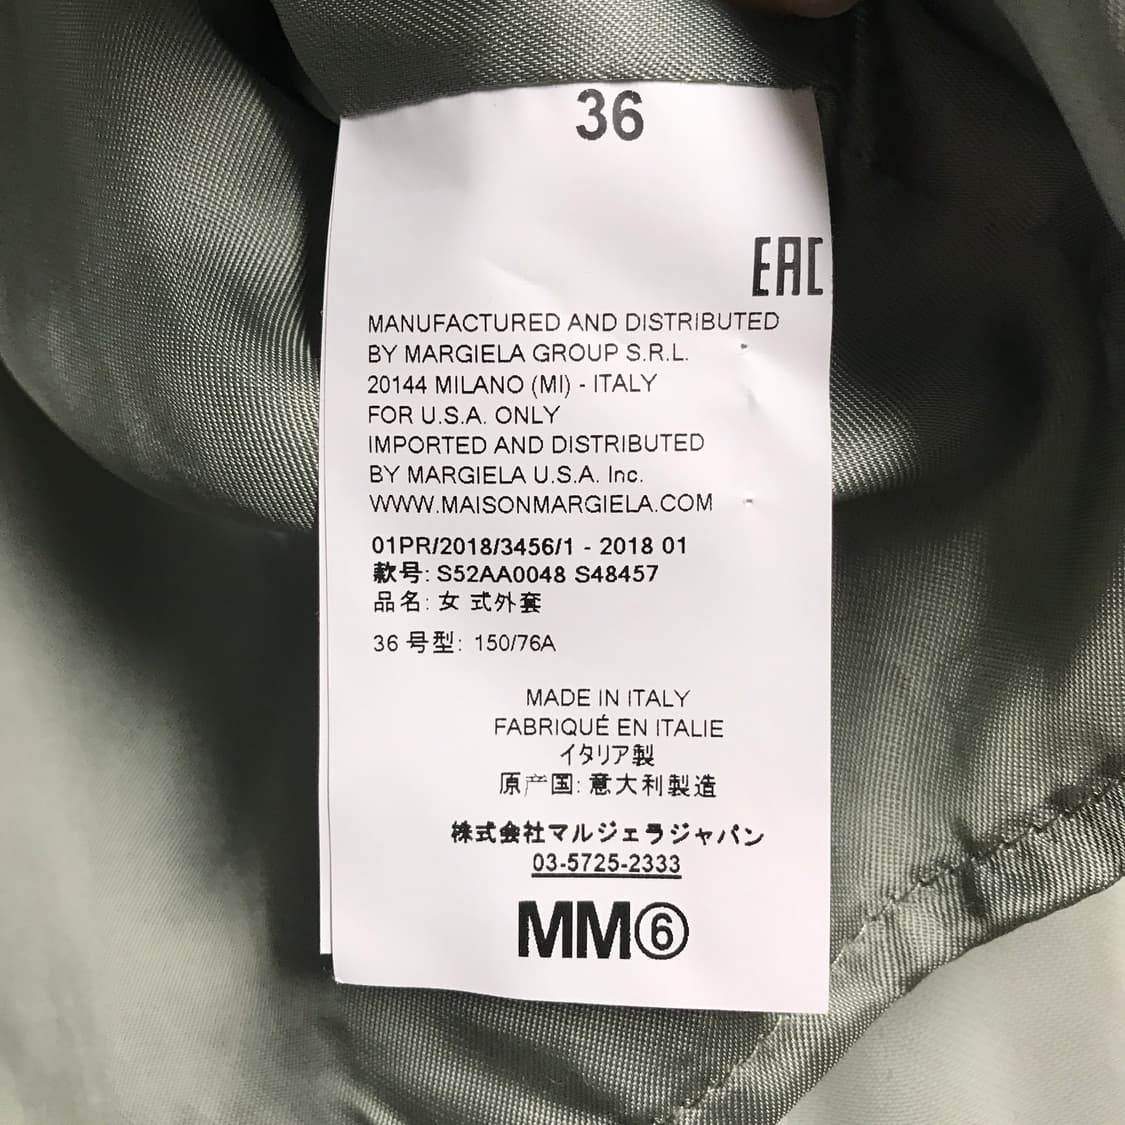 36
EAC
MANUFACTURED AND DISTRIBUTED
BY MARGIELA GROUP S.R.L.
20144 MILANO (MI) - ITALY
FOR U.S.A. ONLY
IMPORTED AND DISTRIBUTED
BY MARGIELA U.S.A. Inc.
WWW.MAISONMARGIELA.COM
01PR/2018/3456/1 - 2018 01
款号: S52AA0048 S48457
品名: 女 式外套
36 号型: 150/76A
MADE IN ITALY
FABRIQUÉ EN ITALIE
イタリア製
原产国: 意大利製造
株式会社マルジェラジャパン
03-5725-2333
MM⑥